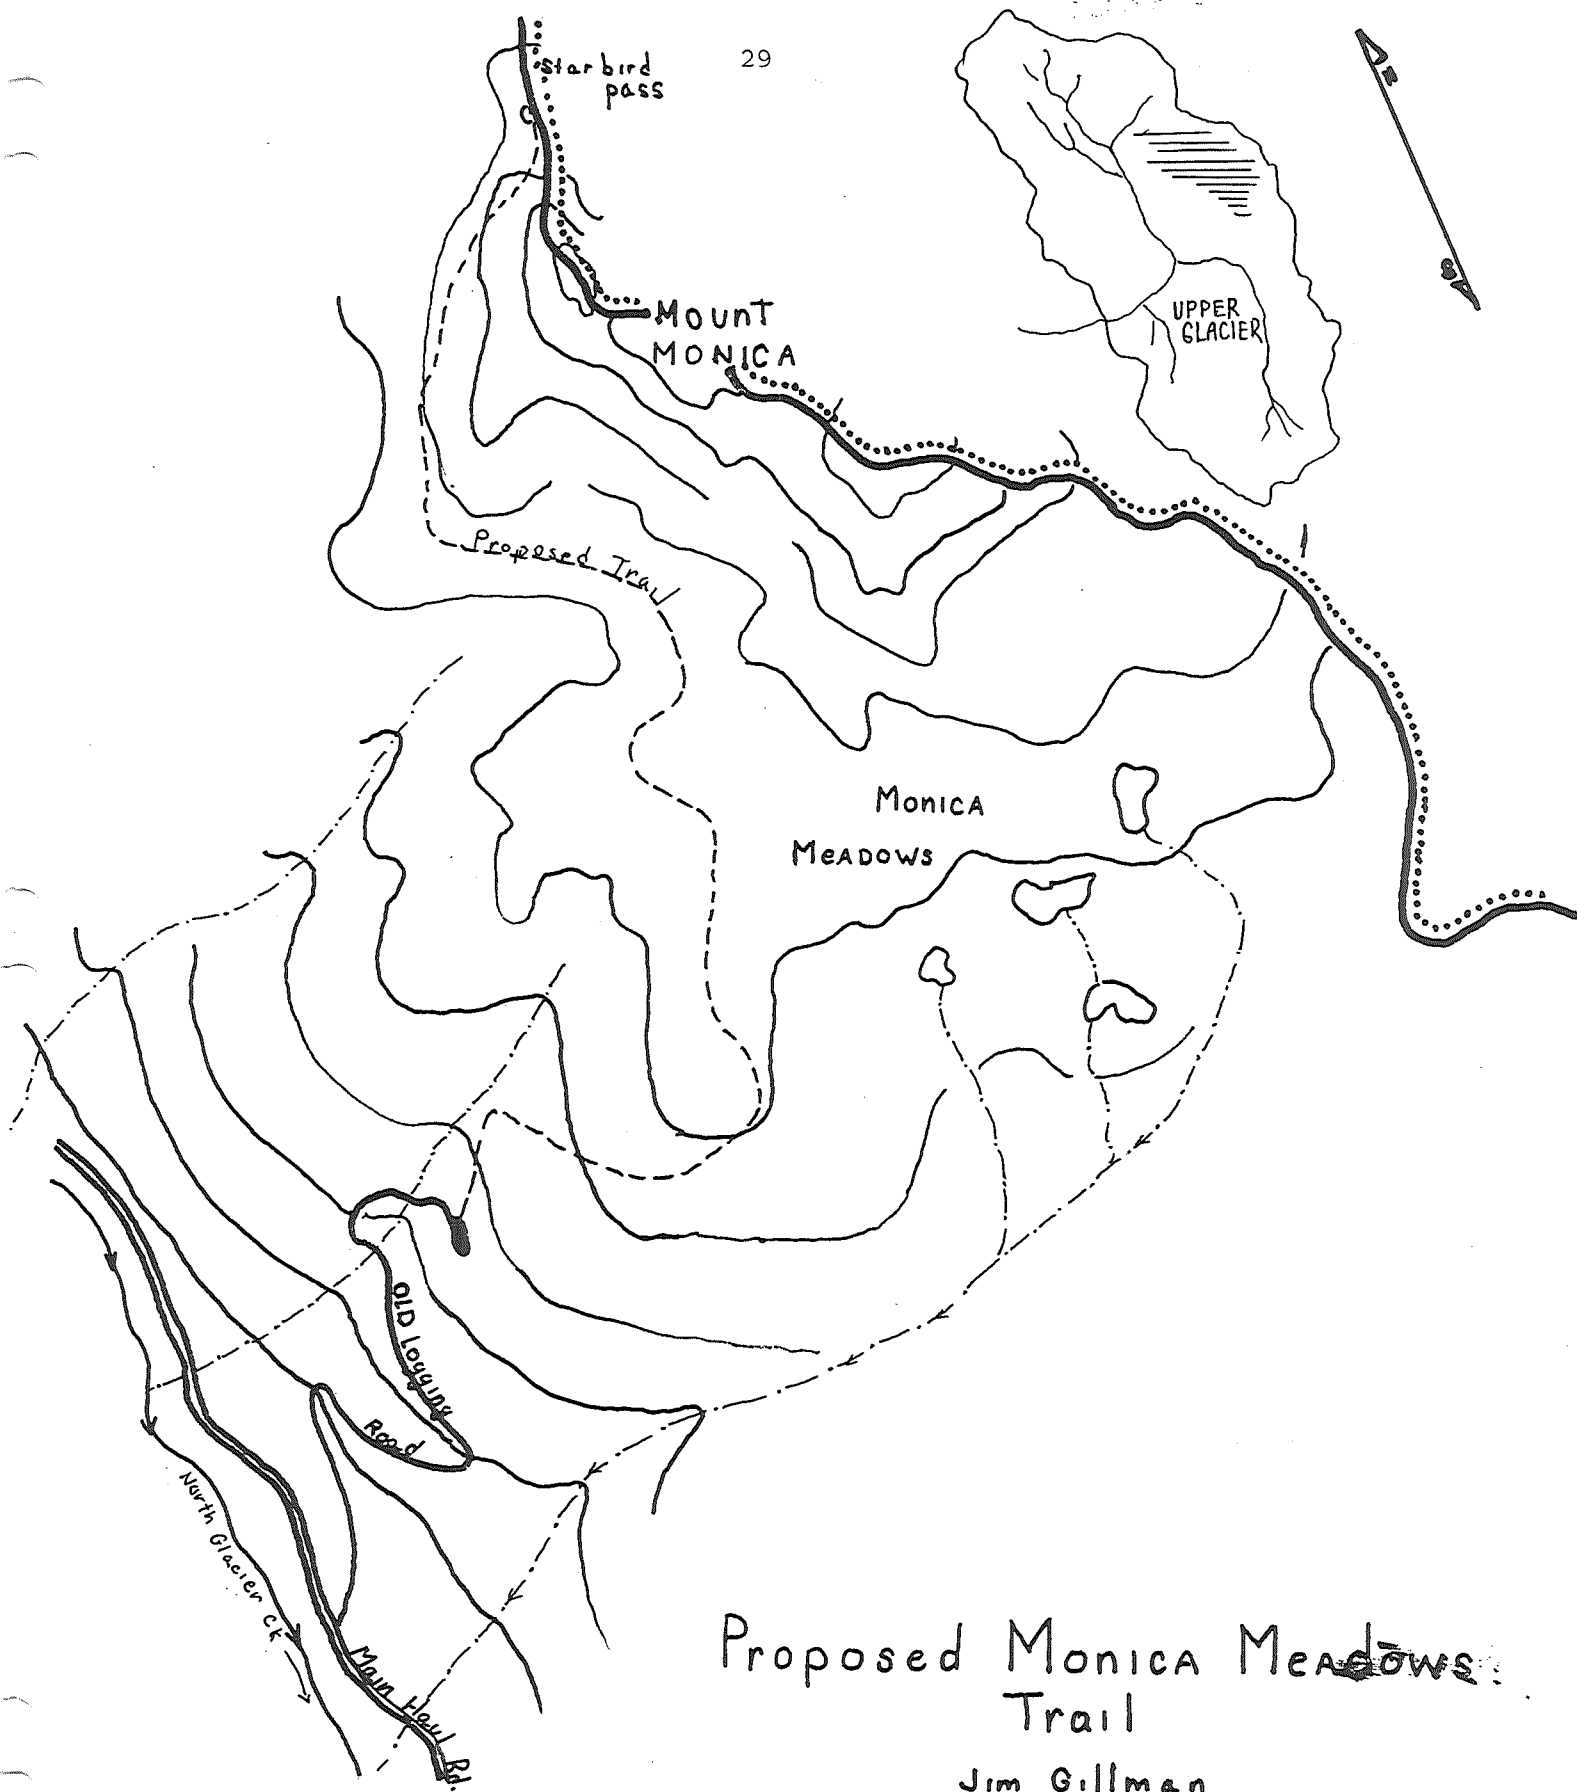 29
Starbird
pass
N
S
UPPER
GLACIER
MOUNT
MONICA
Proposed Trail
MONICA
MEADOWS
OLD Logging
Road
North Glacier Ck
Main Haul Rd.
Proposed MONICA MEADOWS
Trail
Jim Gillman